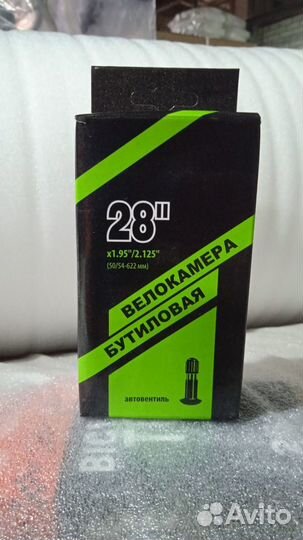 28"
x1.95"/2.125"
(50/54-622 мм)
ВЕЛОКАМЕРА
БУТИЛОВАЯ
автовентиль
Avito